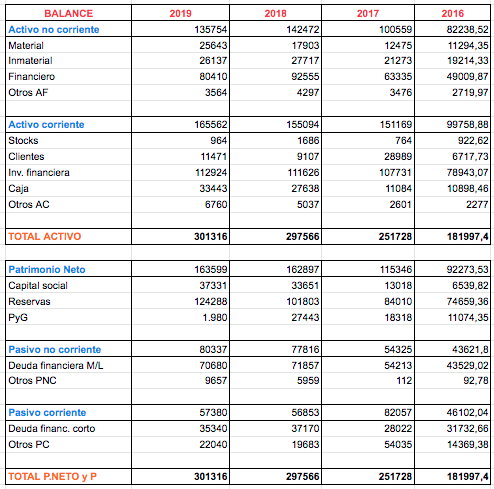 BALANCE 2019 2018 2017 2016
Activo no corriente 135754 142472 100559 82238,52
Material 25643 17903 12475 11294,35
Inmaterial 26137 27717 21273 19214,33
Financiero 80410 92555 63335 49009,87
Otros AF 3564 4297 3476 2719,97
Activo corriente 165562 155094 151169 99758,88
Stocks 964 1686 764 922,62
Clientes 11471 9107 28989 6717,73
Inv. financiera 112924 111626 107731 78943,07
Caja 33443 27638 11084 10898,46
Otros AC 6760 5037 2601 2277
TOTAL ACTIVO 301316 297566 251728 181997,4
Patrimonio Neto 163599 162897 115346 92273,53
Capital social 37331 33651 13018 6539,82
Reservas 124288 101803 84010 74659,36
PyG 1.980 27443 18318 11074,35
Pasivo no corriente 80337 77816 54325 43621,8
Deuda financiera M/L 70680 71857 54213 43529,02
Otros PNC 9657 5959 112 92,78
Pasivo corriente 57380 56853 82057 46102,04
Deuda financ. corto 35340 37170 28022 31732,66
Otros PC 22040 19683 54035 14369,38
TOTAL P.NETO y P 301316 297566 251728 181997,4